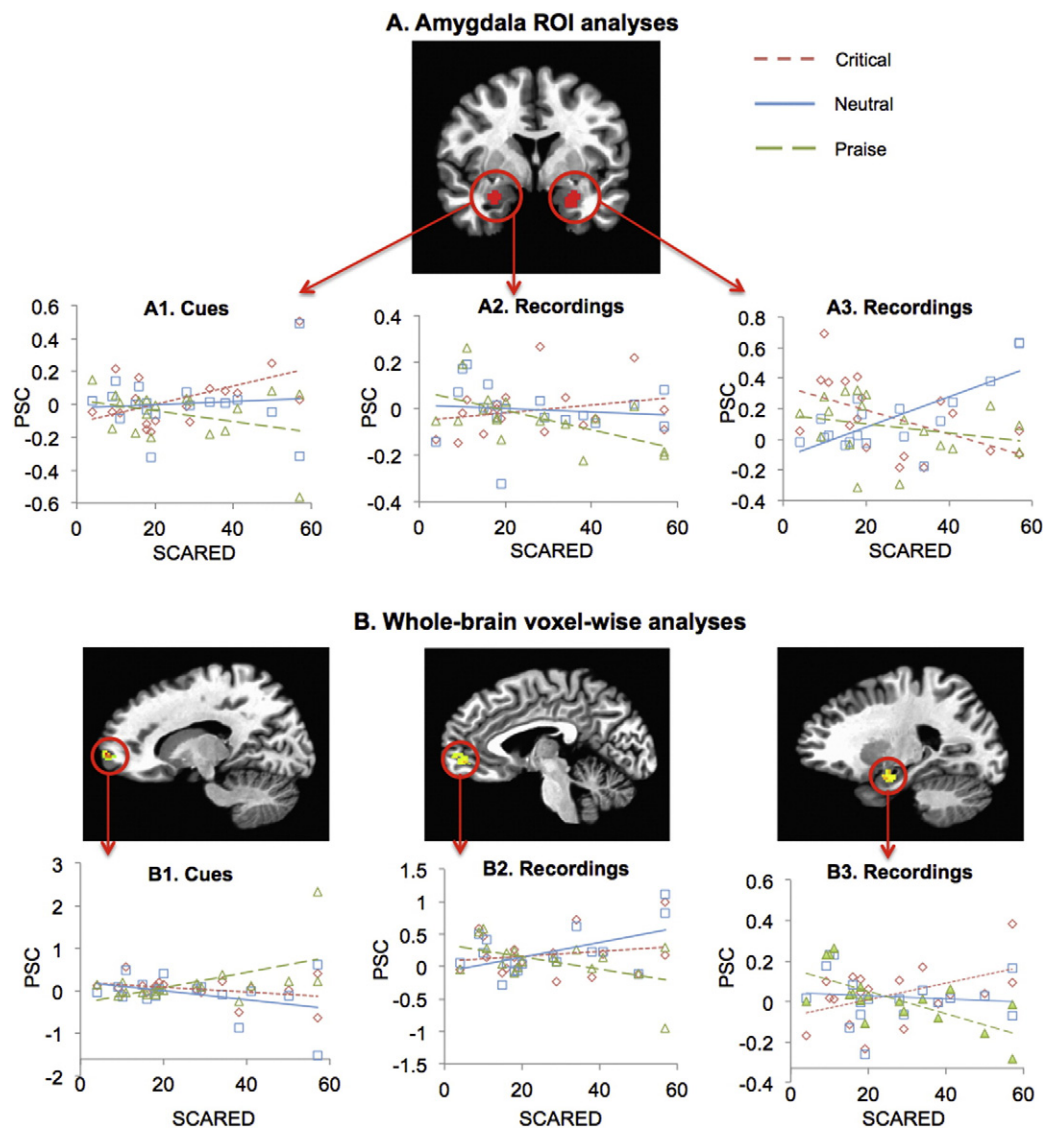 A. Amygdala ROI analyses
Critical
Neutral
Praise
A1. Cues
PSC
0.6
0.4
0.2
0
-0.2
-0.4
-0.6
0 20 40 60
SCARED
A2. Recordings
PSC
0.4
0.2
0
-0.2
-0.4
0 20 40 60
SCARED
A3. Recordings
PSC
0.8
0.6
0.4
0.2
0
-0.2
-0.4
0 20 40 60
SCARED
B. Whole-brain voxel-wise analyses
B1. Cues
PSC
3
2
1
0
-1
-2
0 20 40 60
SCARED
B2. Recordings
PSC
1.5
1
0.5
0
-0.5
-1
-1.5
0 20 40 60
SCARED
B3. Recordings
PSC
0.6
0.4
0.2
0
-0.2
-0.4
0 20 40 60
SCARED